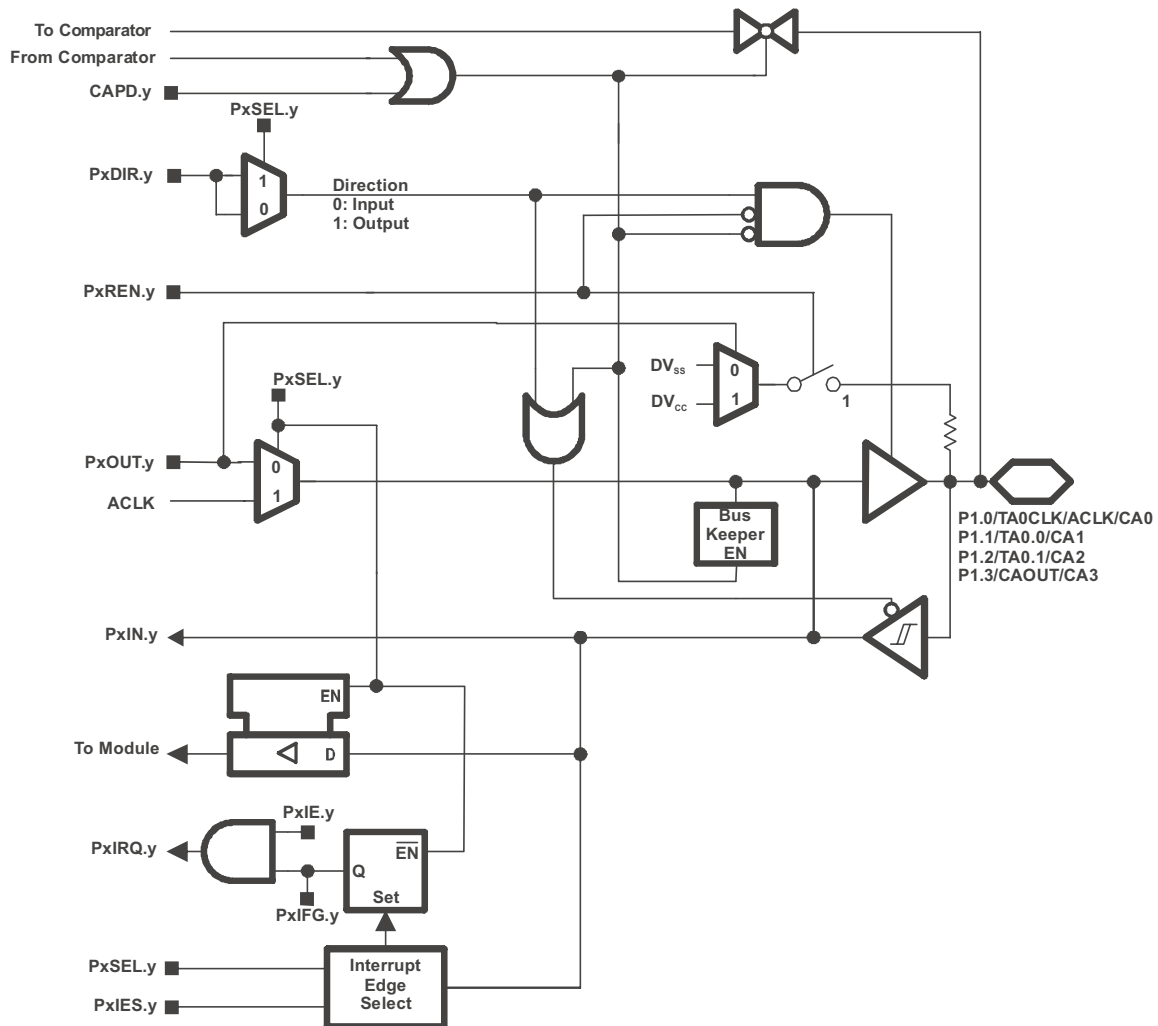 To Comparator
From Comparator
CAPD.y
PxSEL.y
PxDIR.y
1
0
Direction
0: Input
1: Output
PxREN.y
DVSS
0
DVCC
1
1
PxSEL.y
PxOUT.y
0
ACLK
1
Bus
Keeper
EN
P1.0/TA0CLK/ACLK/CA0
P1.1/TA0.0/CA1
P1.2/TA0.1/CA2
P1.3/CAOUT/CA3
PxIN.y
EN
To Module
D
PxIE.y
PxIRQ.y
EN
Q
Set
PxIFG.y
PxSEL.y
PxIES.y
Interrupt
Edge
Select